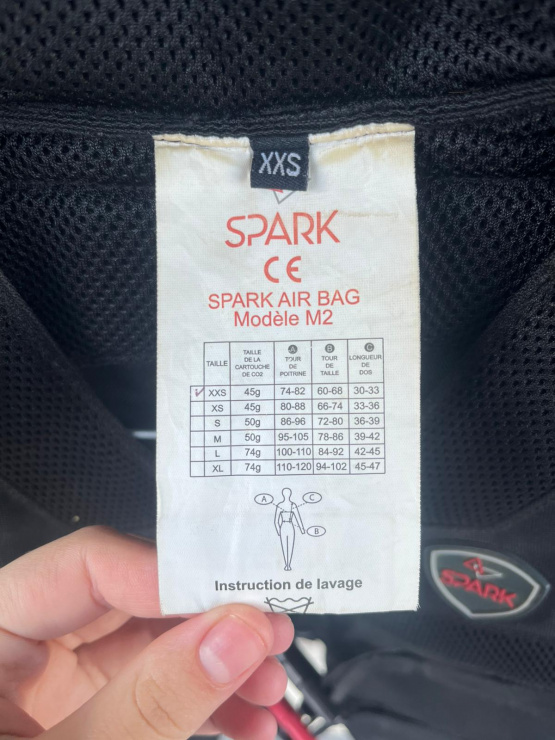 XXS
SPARK
CE
SPARK AIR BAG
Modèle M2
TAILLE
TAILLE
DE LA
CARTOUCHE
DE CO2
A
TOUR
DE
POITRINE
B
TOUR
DE
TAILLE
C
LONGUEUR
DE
DOS
✓ XXS 45g 74-82 60-68 30-33
XS 45g 80-88 66-74 33-36
S 50g 86-96 72-80 36-39
M 50g 95-105 78-86 39-42
L 74g 100-110 84-92 42-45
XL 74g 110-120 94-102 45-47
A C
B
Instruction de lavage
SPARK